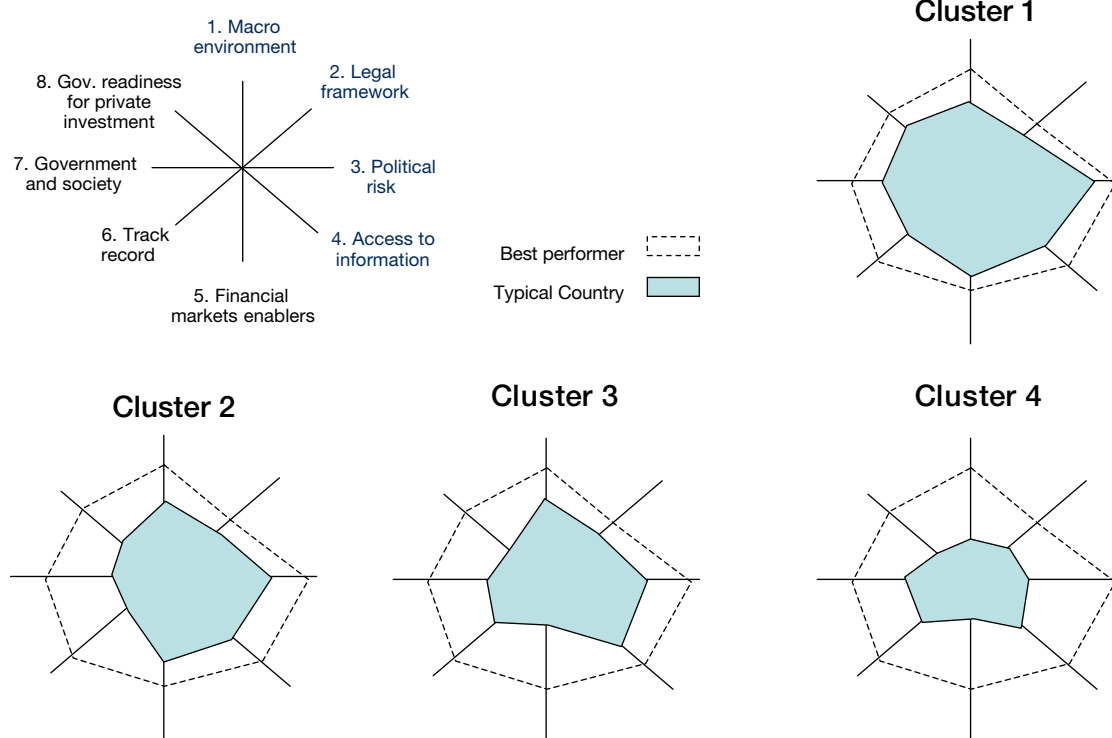 Cluster 1
1. Macro
environment
2. Legal
framework
8. Gov. readiness
for private
investment
7. Government
and society
3. Political
risk
6. Track
record
4. Access to
information
5. Financial
markets enablers
Best performer
Typical Country
Cluster 2
Cluster 3
Cluster 4